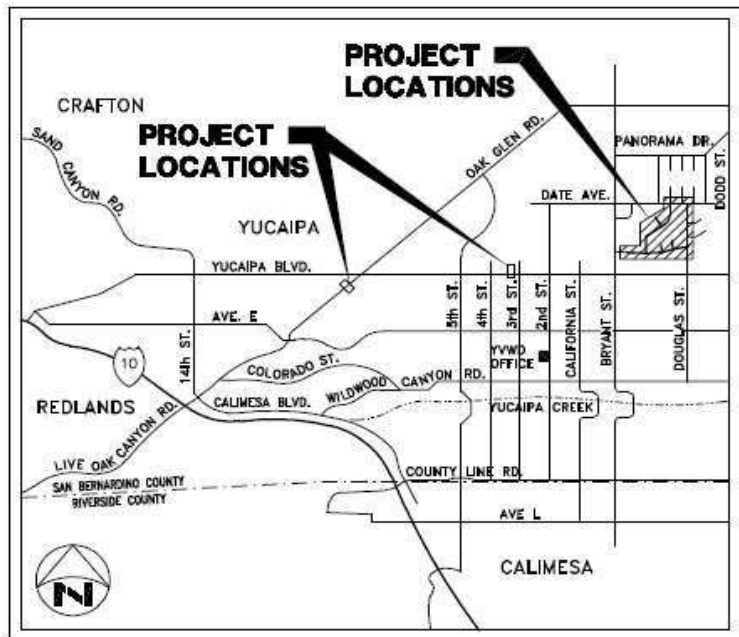 PROJECT
LOCATIONS
PROJECT
LOCATIONS
CRAFTON
SAND CANYON RD.
OAK GLEN RD.
PANORAMA DR.
DODD ST.
DATE AVE.
YUCAIPA
YUCAIPA BLVD.
AVE. E
14th ST.
5th ST.
4th ST.
3rd ST.
2nd ST.
CALIFORNIA ST.
BRYANT ST.
DOUGLAS ST.
YVWD
OFFICE
10
COLORADO ST.
WILDWOOD CANYON RD.
REDLANDS
CALIMESA BLVD.
YUCAIPA CREEK
LIVE OAK CANYON RD.
COUNTY LINE RD.
SAN BERNARDINO COUNTY
RIVERSIDE COUNTY
AVE L
CALIMESA
N